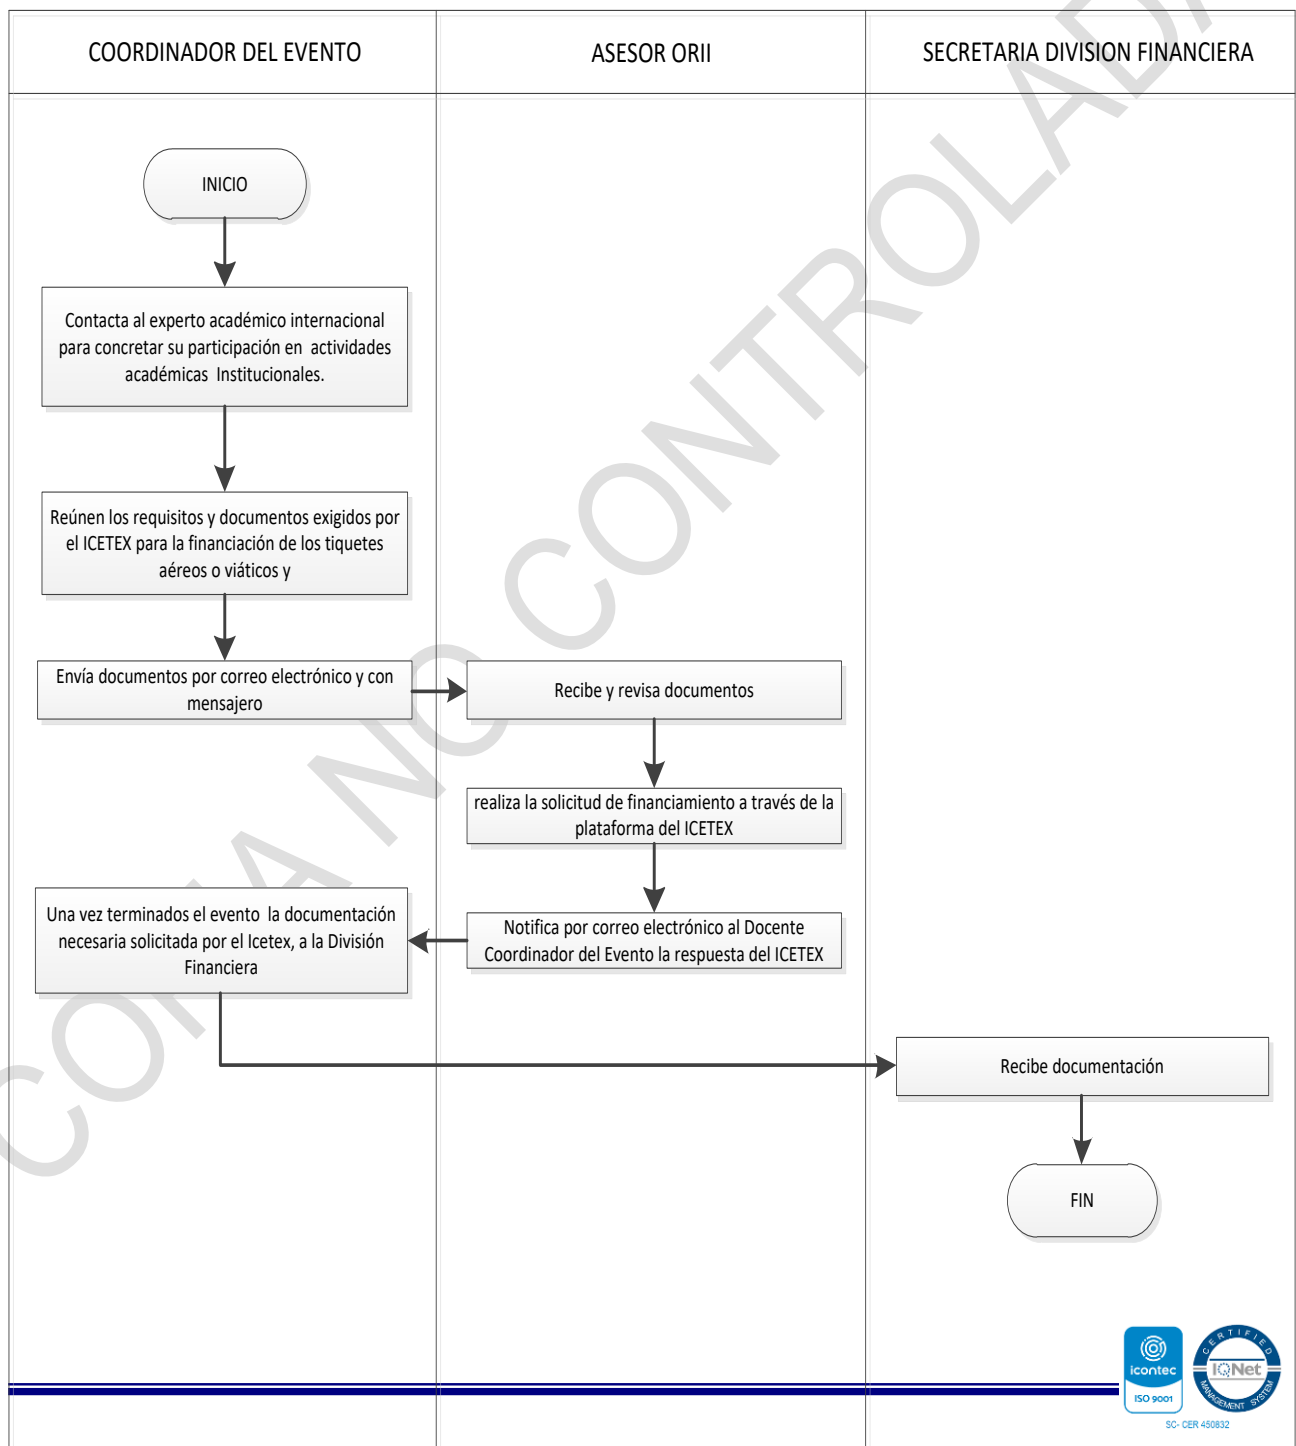 COORDINADOR DEL EVENTO
ASESOR ORII
SECRETARIA DIVISION FINANCIERA
INICIO
Contacta al experto académico internacional
para concretar su participación en actividades
académicas Institucionales.
Reúnen los requisitos y documentos exigidos por
el ICETEX para la financiación de los tiquetes
aéreos o viáticos y
Envía documentos por correo electrónico y con
mensajero
Recibe y revisa documentos
realiza la solicitud de financiamiento a través de la
plataforma del ICETEX
Notifica por correo electrónico al Docente
Coordinador del Evento la respuesta del ICETEX
Una vez terminados el evento la documentación
necesaria solicitada por el Icetex, a la División
Financiera
Recibe documentación
FIN
COPIA NO CONTROLADA
icontec
ISO 9001
CERTIFIED
IQNet
MANAGEMENT SYSTEM
SC- CER 450832